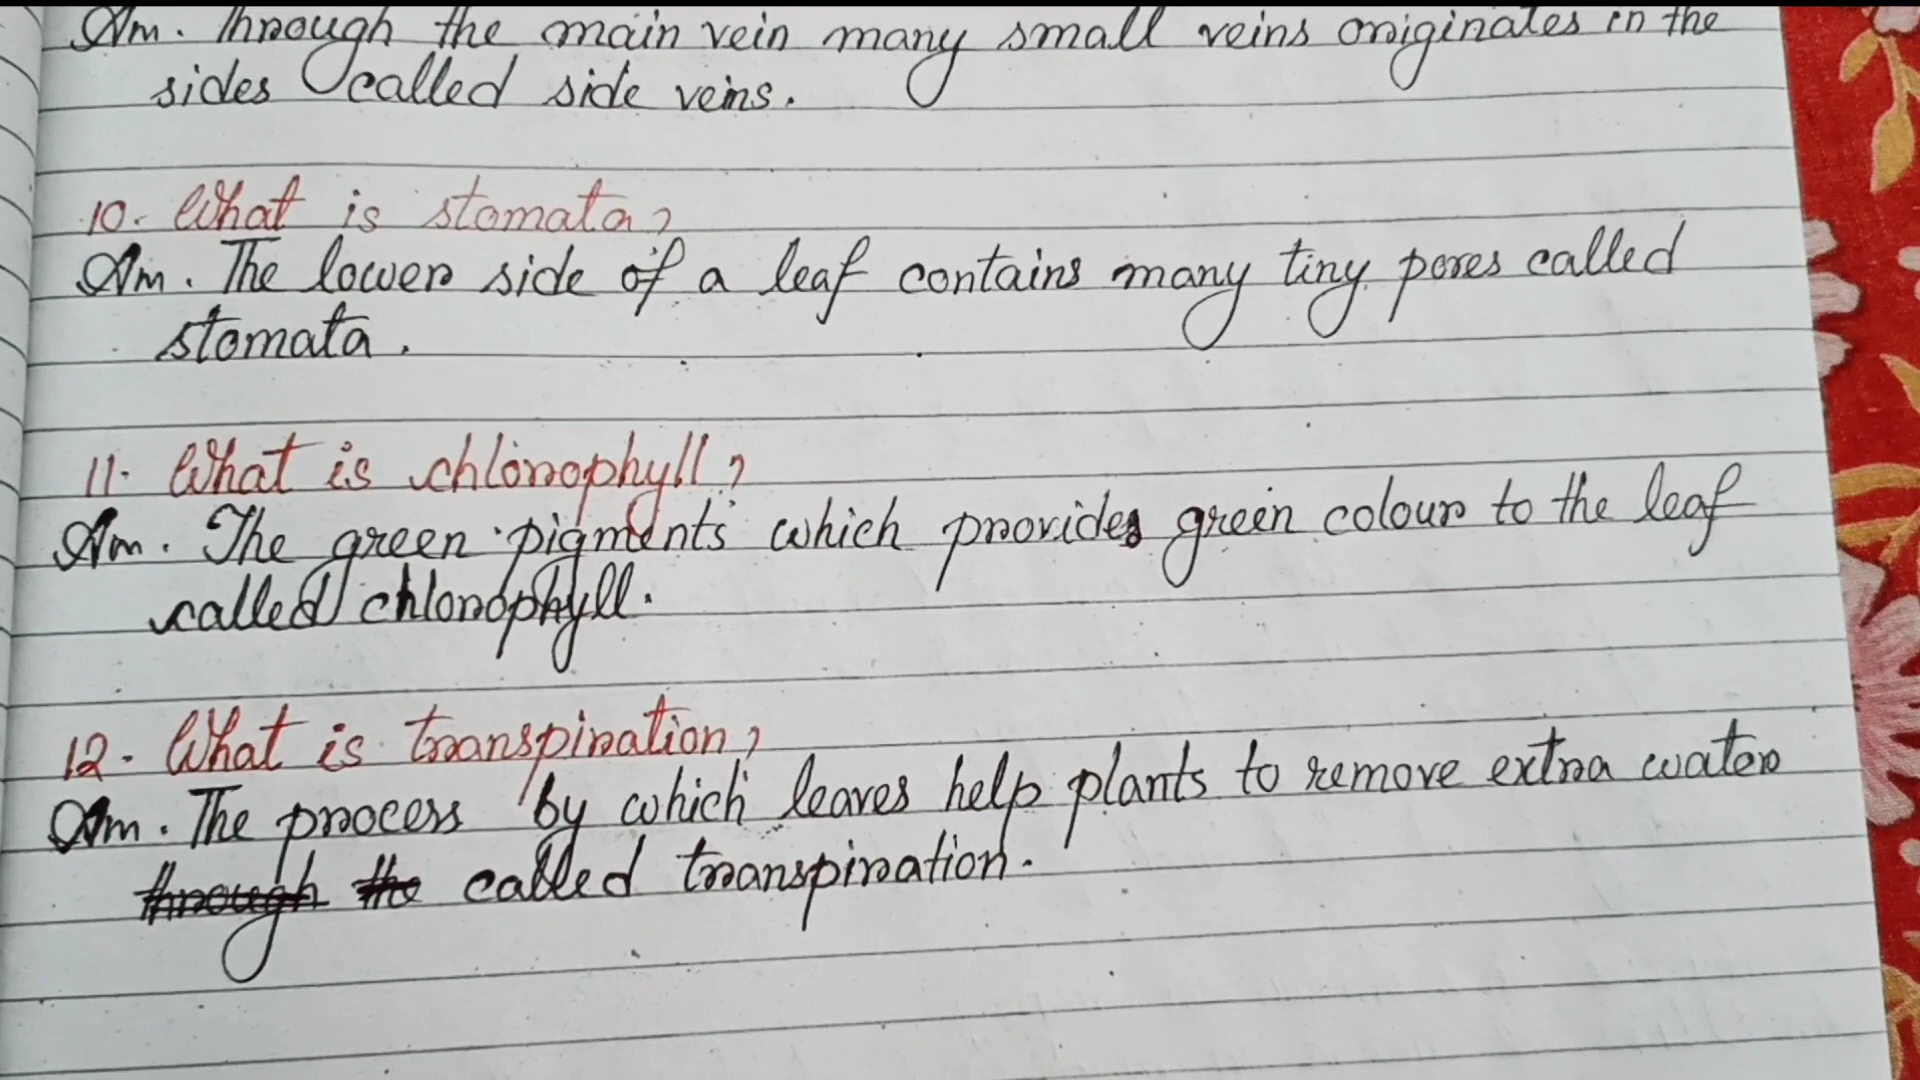 Ans. Through the main vein many small veins originates in the
sides called side veins.
10. What is stomata?
Ans. The lower side of a leaf contains many tiny pores called
stomata.
11. What is chlorophyll?
Ans. The green pigments which provides green colour to the leaf
called chlorophyll.
12. What is transpiration?
Ans. The process by which leaves help plants to remove extra water
through the called transpiration.